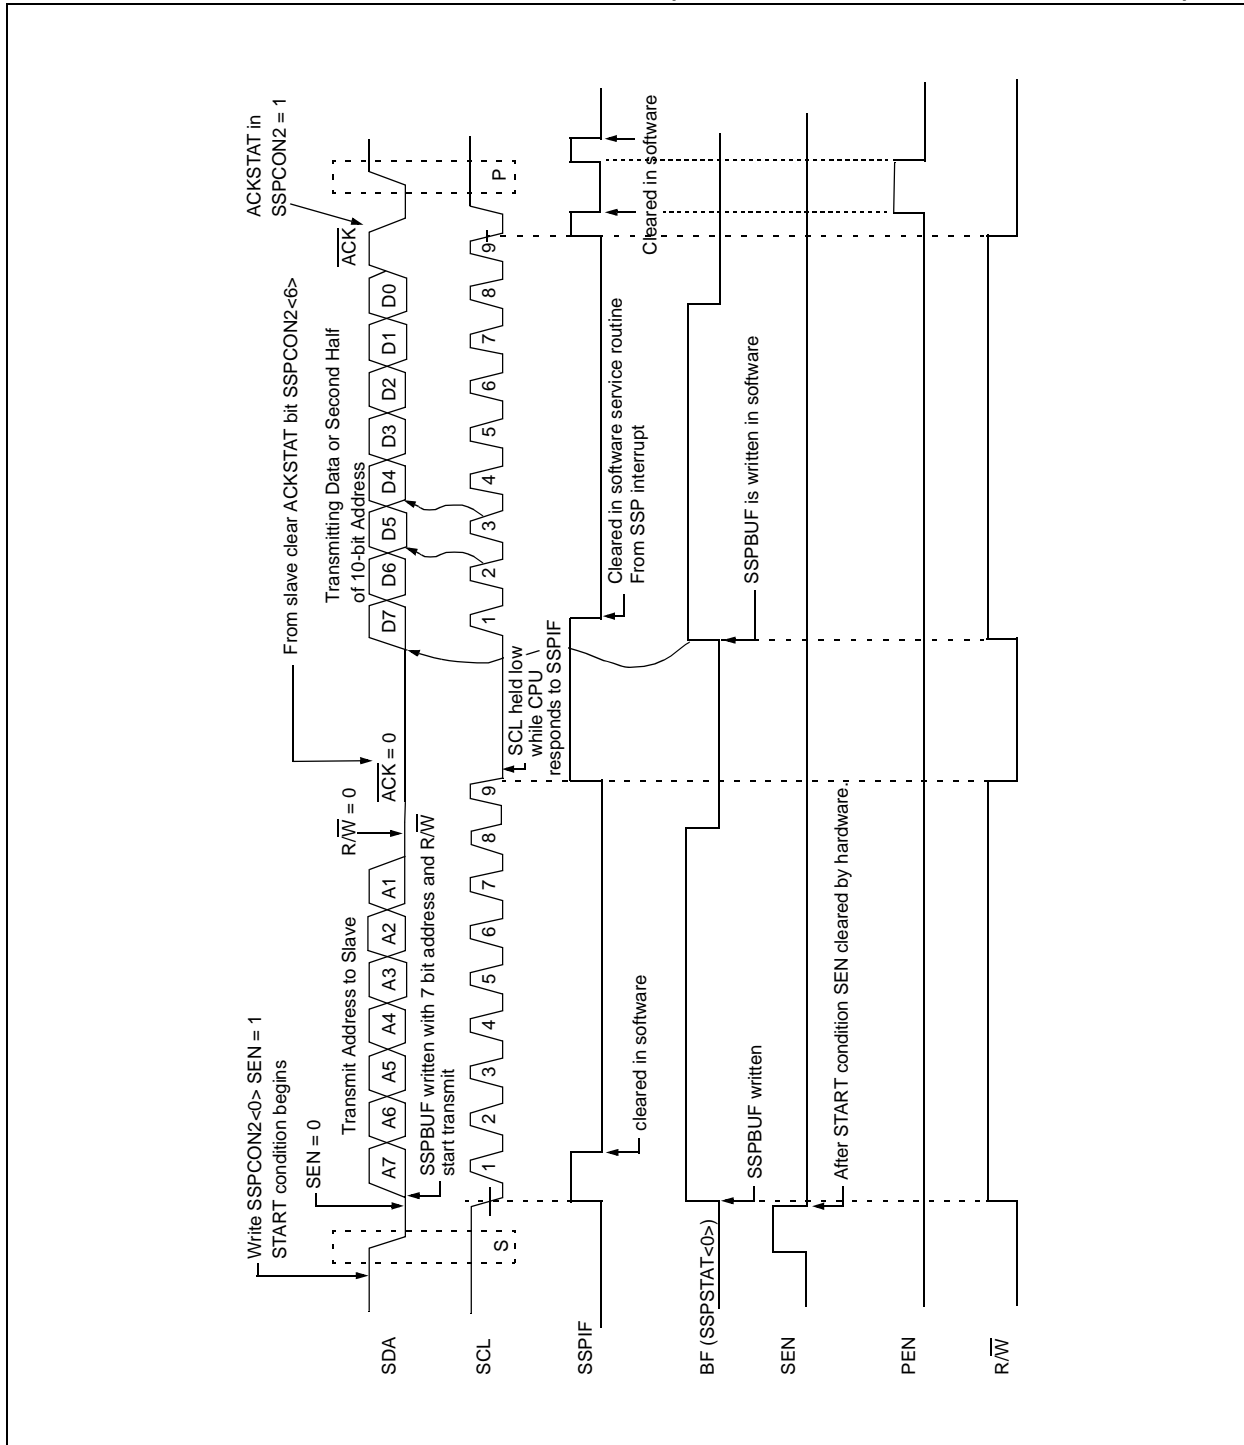 Write SSPCON2<0> SEN = 1
START condition begins
From slave clear ACKSTAT bit SSPCON2<6>
ACKSTAT in
SSPCON2 = 1
SEN = 0
Transmit Address to Slave
R/W = 0
ACK = 0
Transmitting Data or Second Half
of 10-bit Address
ACK
SDA
A7 A6 A5 A4 A3 A2 A1
D7 D6 D5 D4 D3 D2 D1 D0
SSPBUF written with 7 bit address and R/W
start transmit
SCL
S
1 2 3 4 5 6 7 8 9
1 2 3 4 5 6 7 8 9
P
SCL held low
while CPU
responds to SSPIF
SSPIF
cleared in software
Cleared in software service routine
From SSP interrupt
Cleared in software
Cleared in software
BF (SSPSTAT<0>)
SSPBUF written
SSPBUF is written in software
SEN
After START condition SEN cleared by hardware.
PEN
R/W